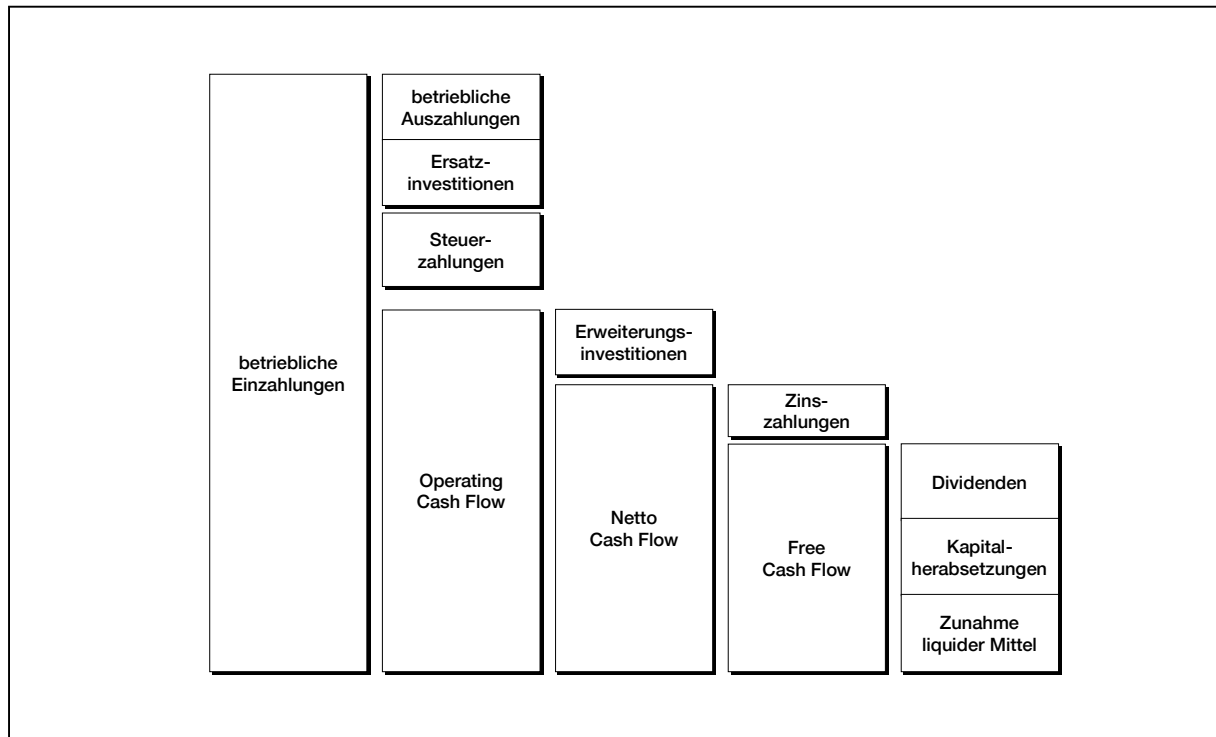 betriebliche
Einzahlungen
betriebliche
Auszahlungen
Ersatz-
investitionen
Steuer-
zahlungen
Operating
Cash Flow
Erweiterungs-
investitionen
Netto
Cash Flow
Zins-
zahlungen
Free
Cash Flow
Dividenden
Kapital-
herabsetzungen
Zunahme
liquider Mittel